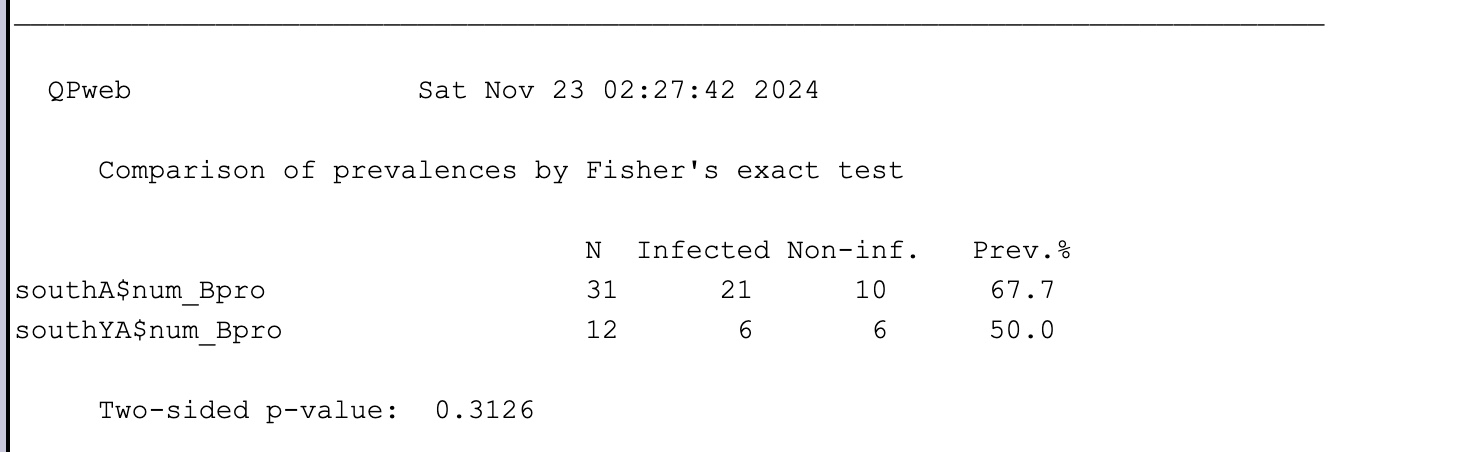 QPweb Sat Nov 23 02:27:42 2024
Comparison of prevalences by Fisher's exact test
N Infected Non-inf. Prev.%
southA$num_Bpro 31 21 10 67.7
southYA$num_Bpro 12 6 6 50.0
Two-sided p-value: 0.3126